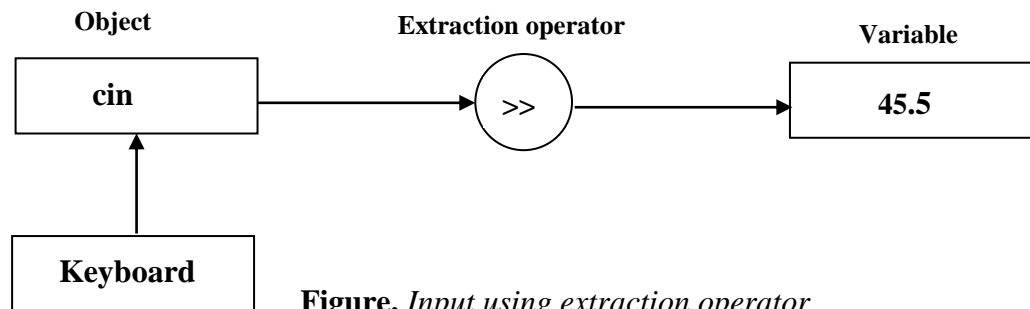 Object
Extraction operator
Variable
cin
>>
45.5
Keyboard
Figure. Input using extraction operator